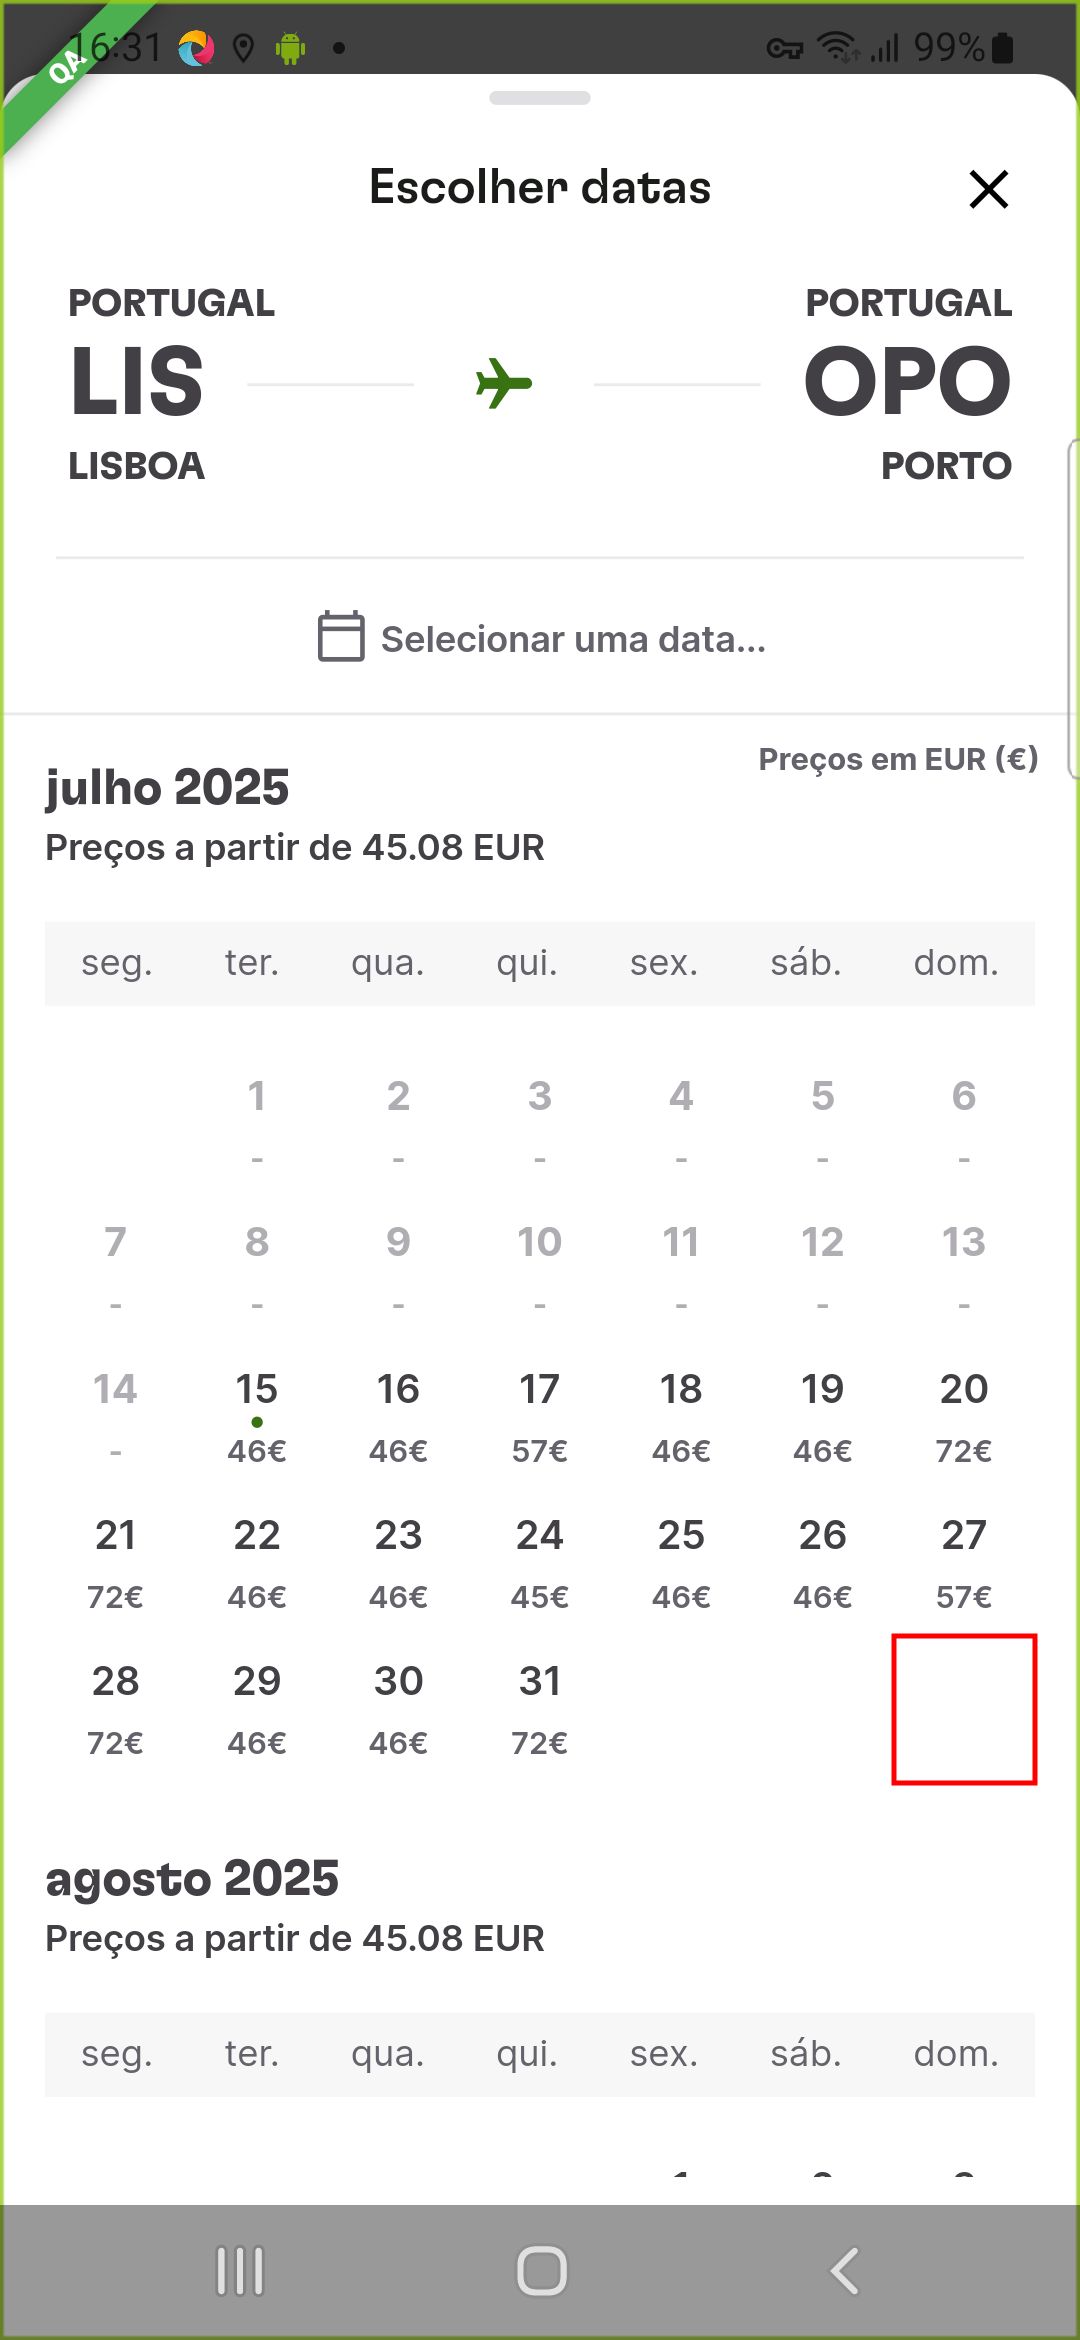 16:31
99%
QA
Escolher datas
PORTUGAL PORTUGAL
LIS OPO
LISBOA PORTO
Selecionar uma data...
Preços em EUR (€)
julho 2025
Preços a partir de 45.08 EUR
seg. ter. qua. qui. sex. sáb. dom.
1 2 3 4 5 6
- - - - - -
7 8 9 10 11 12 13
- - - - - - -
14 15 16 17 18 19 20
- 46€ 46€ 57€ 46€ 46€ 72€
21 22 23 24 25 26 27
72€ 46€ 46€ 45€ 46€ 46€ 57€
28 29 30 31
72€ 46€ 46€ 72€
agosto 2025
Preços a partir de 45.08 EUR
seg. ter. qua. qui. sex. sáb. dom.